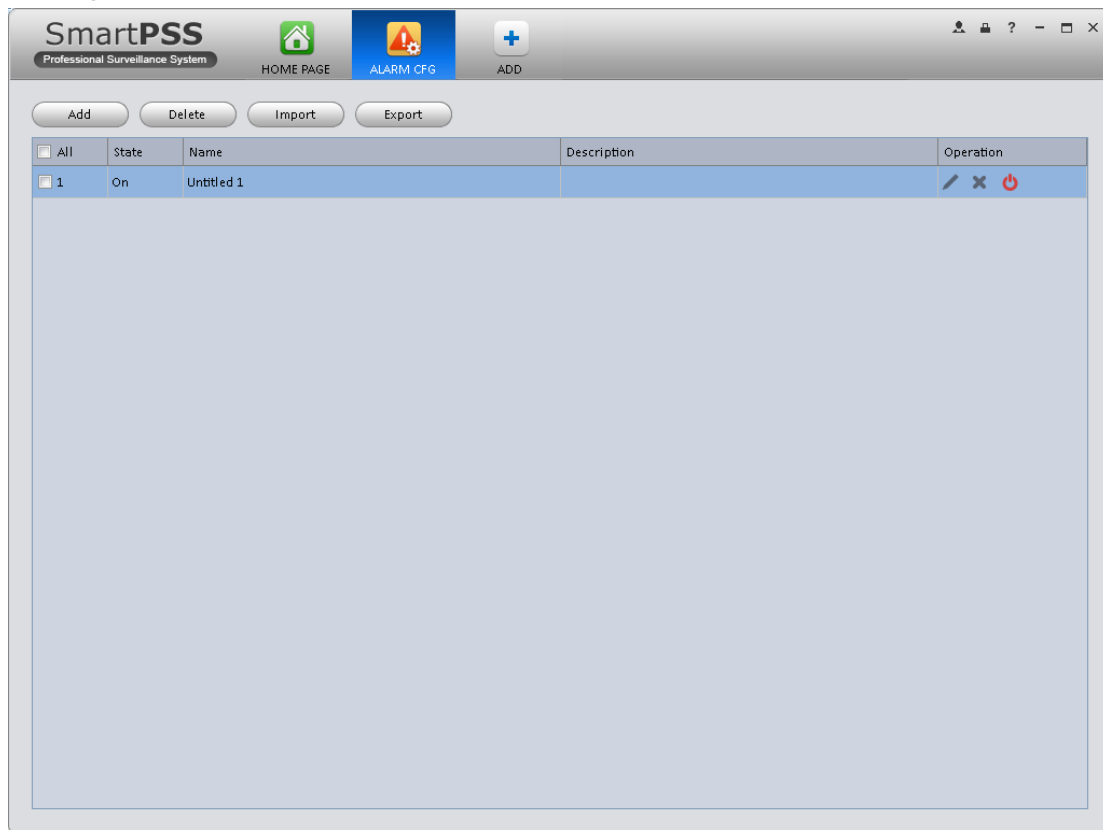 SmartPSS
Professional Surveillance System
HOME PAGE
ALARM CFG
ADD
?
Add
Delete
Import
Export
All State Name Description Operation
1 On Untitled 1